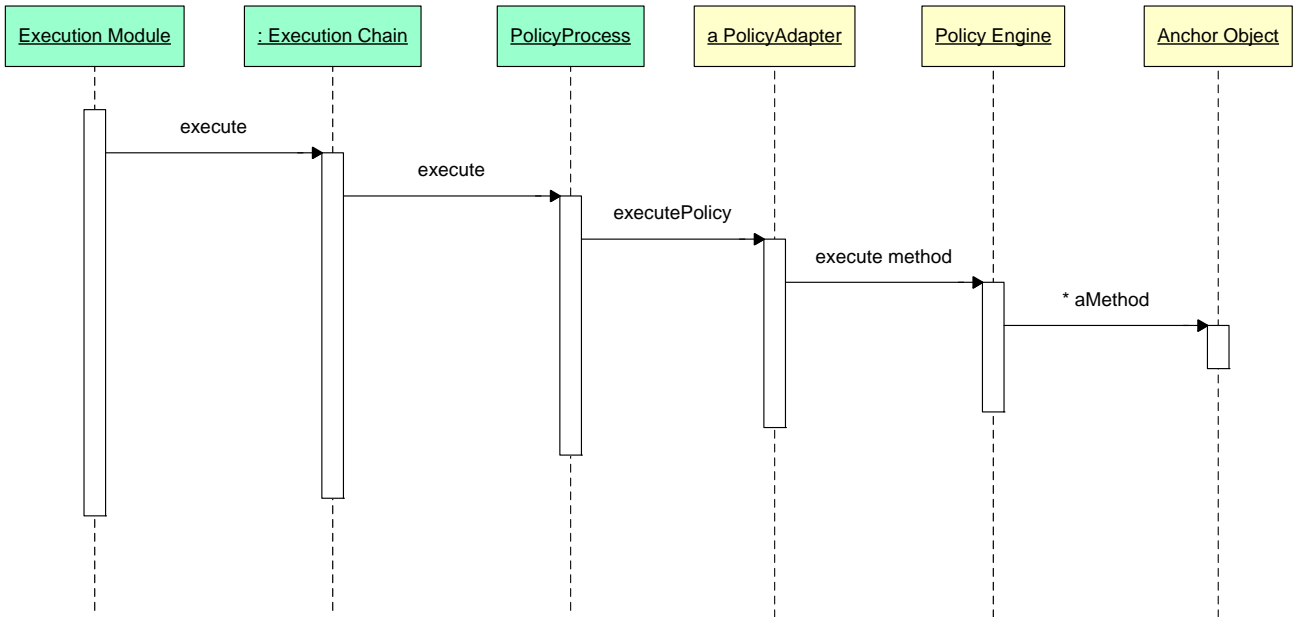 Execution Module
: Execution Chain
PolicyProcess
a PolicyAdapter
Policy Engine
Anchor Object
execute
execute
executePolicy
execute method
* aMethod